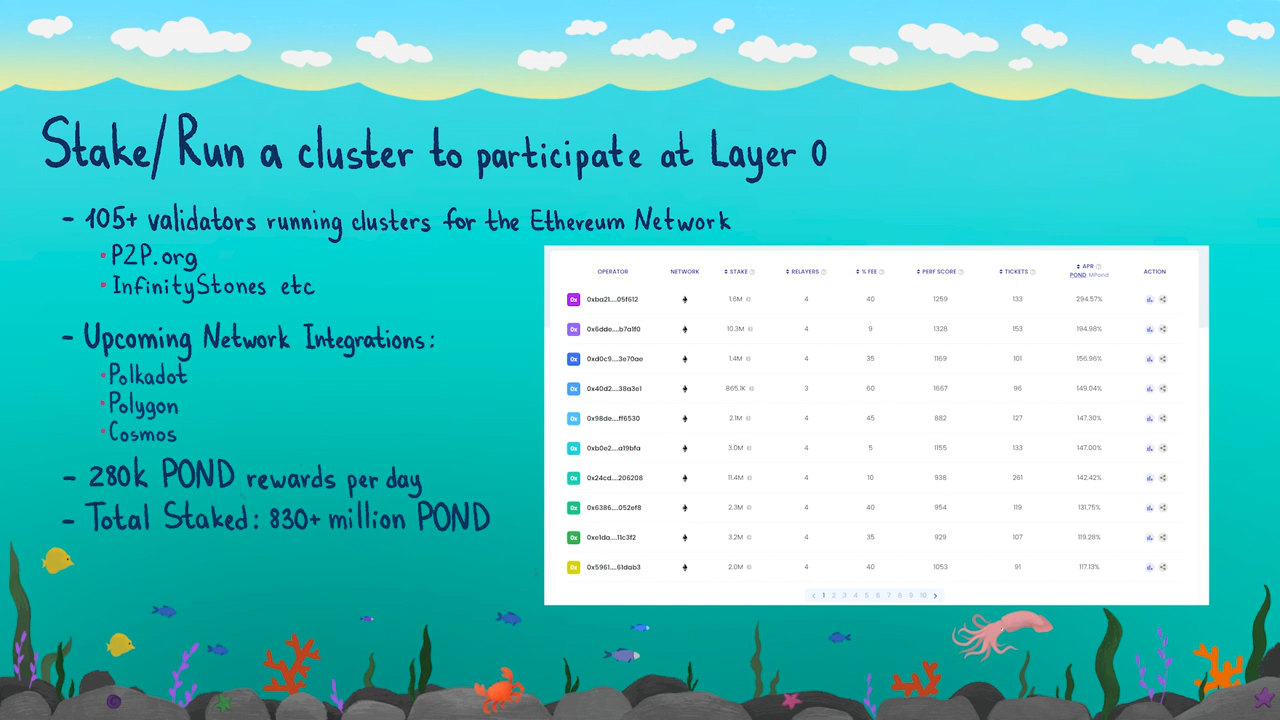 Stake/Run a cluster to participate at Layer 0
- 105+ validators running clusters for the Ethereum Network
· P2P.org
· InfinityStones etc
- Upcoming Network Integrations:
· Polkadot
· Polygon
· Cosmos
- 280k POND rewards per day
- Total Staked: 830+ million POND
OPERATOR NETWORK STAKE RELAYERS % FEE PERF SCORE TICKETS APR POND MPond ACTION
0x 0xba21....05f612 1.6M 4 40 1259 133 294.57%
0x 0x6dde....b7a1f0 10.3M 4 9 1328 153 194.98%
0x 0xd0c9....3e70ae 1.4M 4 35 1169 101 156.96%
0x 0x40d2....38a3e1 865.1K 3 60 1667 96 149.04%
0x 0x98de....ff6530 2.1M 4 45 882 127 147.30%
0x 0xb0e2....a19bfa 3.0M 4 5 1155 133 147.00%
0x 0x24cd....206208 11.4M 4 10 938 261 142.42%
0x 0x6386....052ef8 2.3M 4 40 954 119 131.75%
0x 0xe1da....11c3f2 3.2M 4 35 929 107 119.28%
0x 0x5961....61dab3 2.0M 4 40 1053 91 117.13%
‹ 1 2 3 4 5 6 7 8 9 10 ›